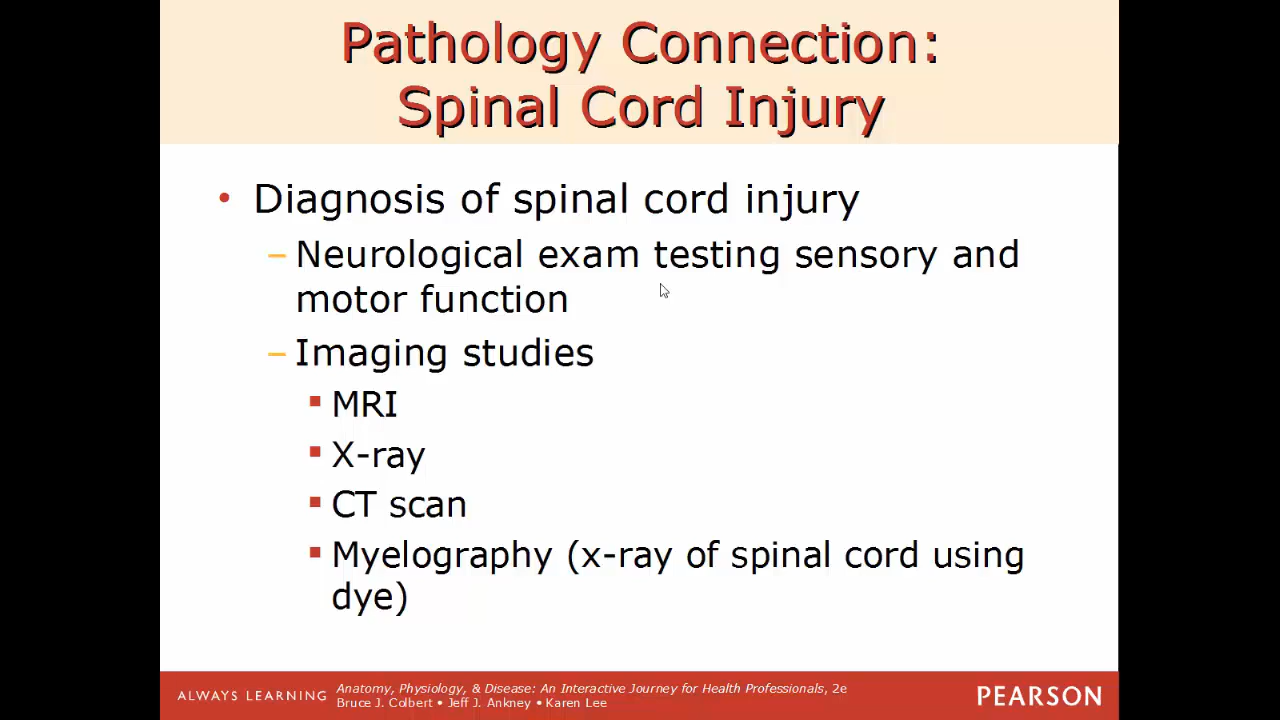 Pathology Connection:
Spinal Cord Injury
• Diagnosis of spinal cord injury
– Neurological exam testing sensory and
motor function
– Imaging studies
▪ MRI
▪ X-ray
▪ CT scan
▪ Myelography (x-ray of spinal cord using
dye)
ALWAYS LEARNING
Anatomy, Physiology, & Disease: An Interactive Journey for Health Professionals, 2e
Bruce J. Colbert • Jeff J. Ankney • Karen Lee
PEARSON